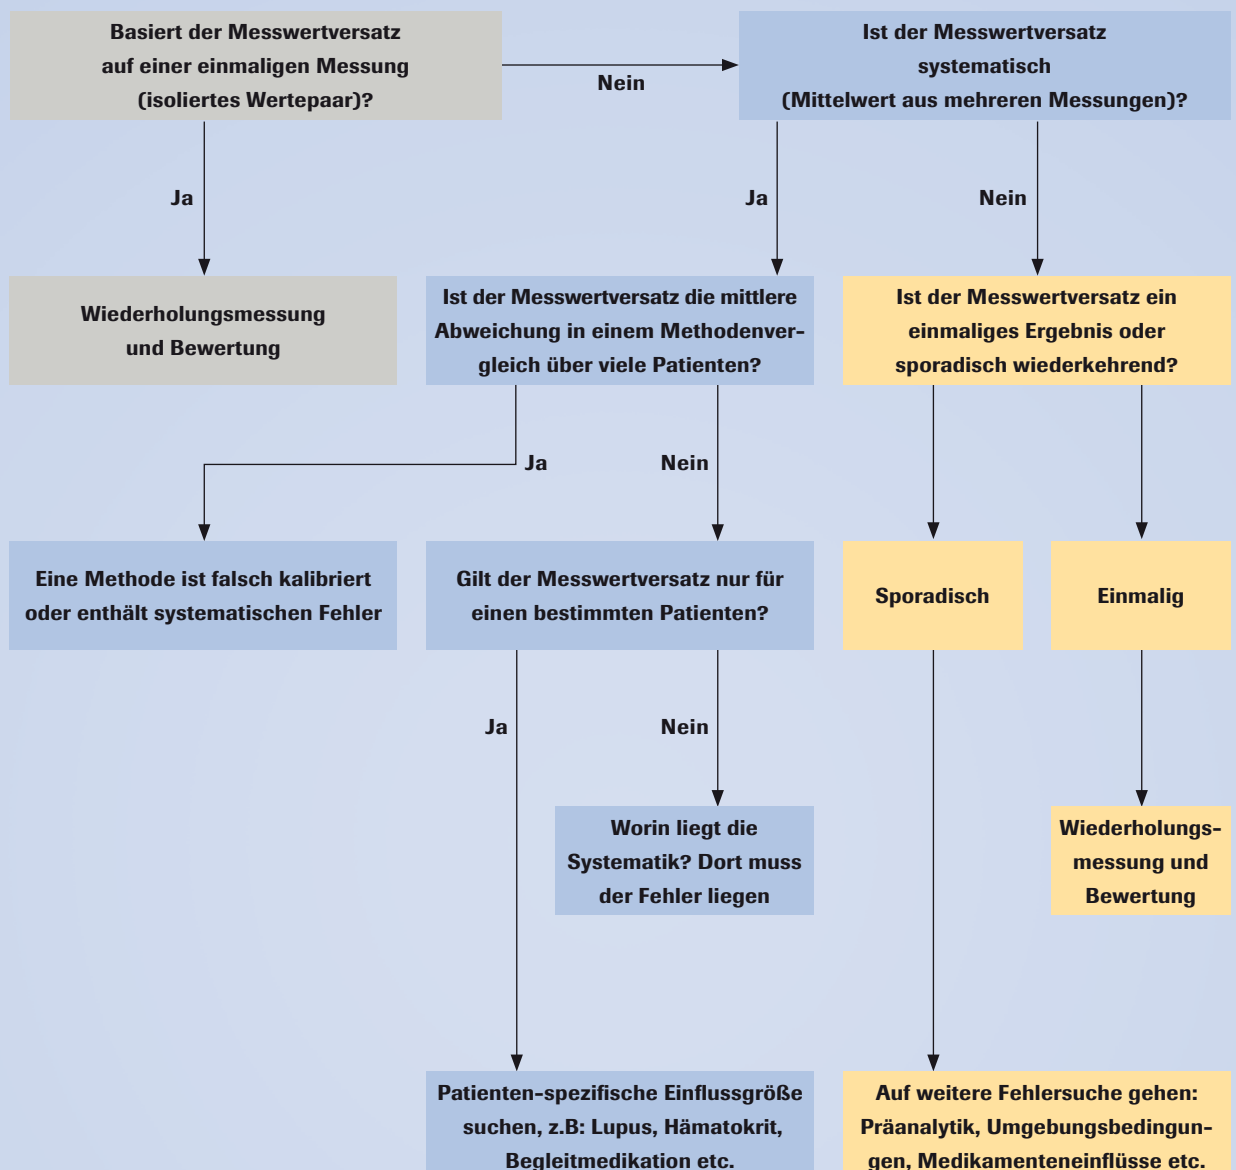 Basiert der Messwertversatz
auf einer einmaligen Messung
(isoliertes Wertepaar)?
Nein
Ist der Messwertversatz
systematisch
(Mittelwert aus mehreren Messungen)?
Ja
Ja
Nein
Wiederholungsmessung
und Bewertung
Ist der Messwertversatz die mittlere
Abweichung in einem Methodenver-
gleich über viele Patienten?
Ist der Messwertversatz ein
einmaliges Ergebnis oder
sporadisch wiederkehrend?
Ja
Nein
Eine Methode ist falsch kalibriert
oder enthält systematischen Fehler
Gilt der Messwertversatz nur für
einen bestimmten Patienten?
Sporadisch
Einmalig
Ja
Nein
Worin liegt die
Systematik? Dort muss
der Fehler liegen
Wiederholungs-
messung und
Bewertung
Patienten-spezifische Einflussgröße
suchen, z.B: Lupus, Hämatokrit,
Begleitmedikation etc.
Auf weitere Fehlersuche gehen:
Präanalytik, Umgebungsbedingun-
gen, Medikamenteneinflüsse etc.